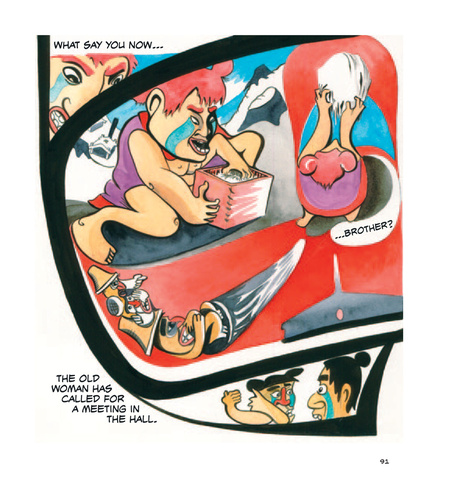 WHAT SAY YOU NOW...
...BROTHER?
THE OLD
WOMAN HAS
CALLED FOR
A MEETING IN
THE HALL.
91